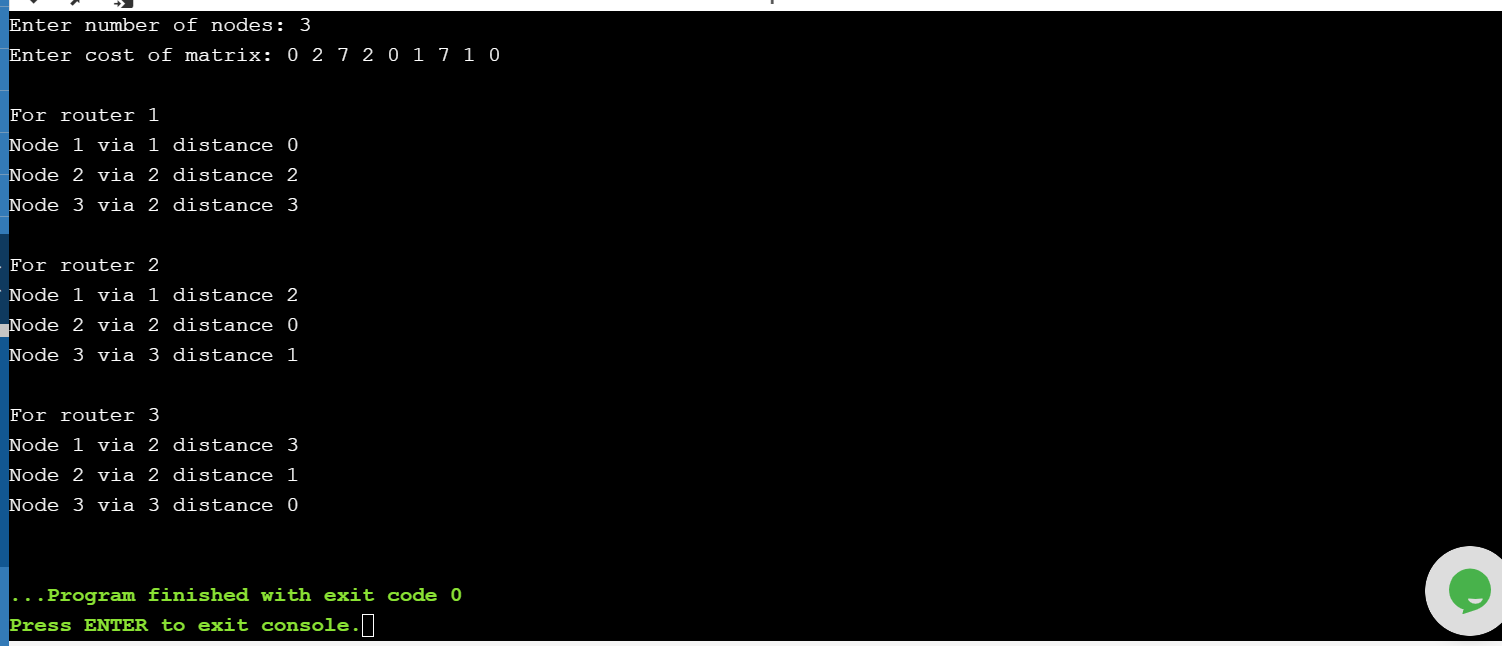 Enter number of nodes: 3
Enter cost of matrix: 0 2 7 2 0 1 7 1 0
For router 1
Node 1 via 1 distance 0
Node 2 via 2 distance 2
Node 3 via 2 distance 3
For router 2
Node 1 via 1 distance 2
Node 2 via 2 distance 0
Node 3 via 3 distance 1
For router 3
Node 1 via 2 distance 3
Node 2 via 2 distance 1
Node 3 via 3 distance 0
...Program finished with exit code 0
Press ENTER to exit console.